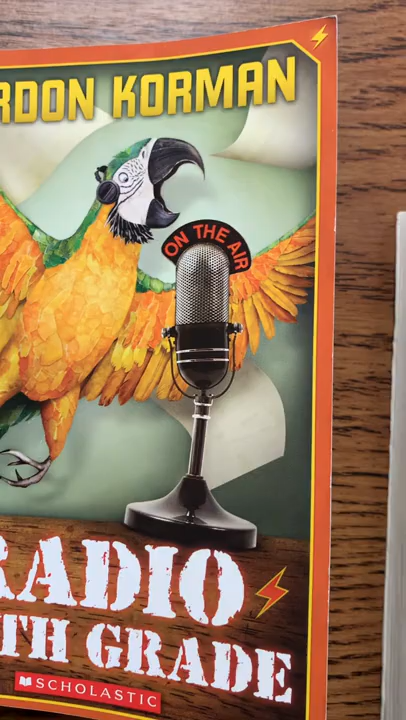 RDON KORMAN
ON THE AIR
RADIO
TH GRADE
SCHOLASTIC